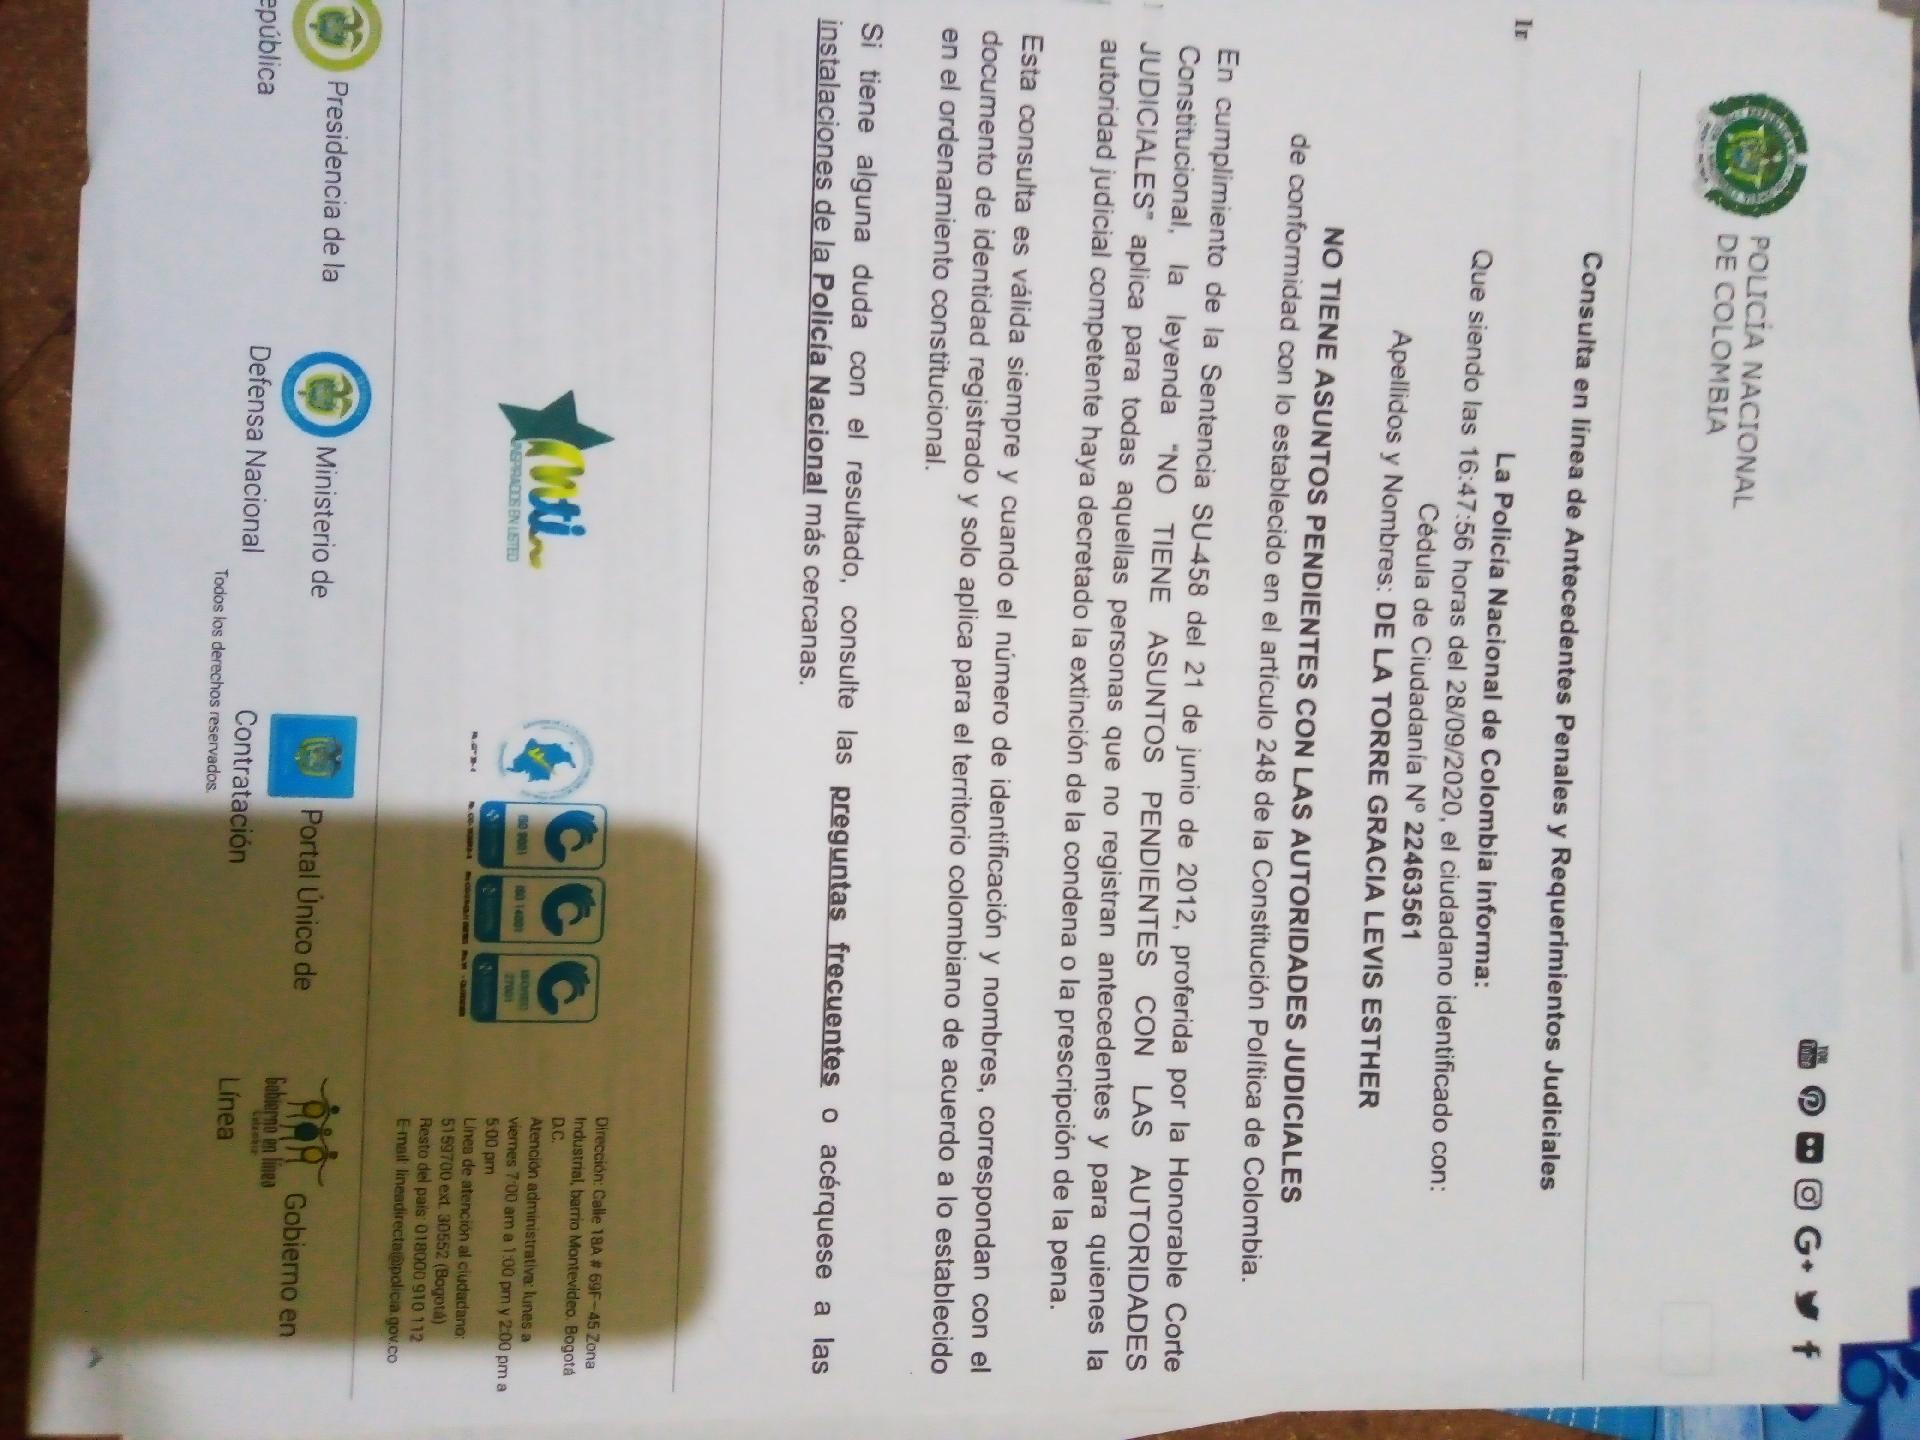 POLICÍA NACIONAL
DE COLOMBIA
You
Tube
G+
f
Consulta en línea de Antecedentes Penales y Requerimientos Judiciales
La Policía Nacional de Colombia informa:
Que siendo las 16:47:56 horas del 28/09/2020, el ciudadano identificado con:
Cédula de Ciudadanía Nº 22463561
Apellidos y Nombres: DE LA TORRE GRACIA LEVIS ESTHER
NO TIENE ASUNTOS PENDIENTES CON LAS AUTORIDADES JUDICIALES
de conformidad con lo establecido en el artículo 248 de la Constitución Política de Colombia.
En cumplimiento de la Sentencia SU-458 del 21 de junio de 2012, proferida por la Honorable Corte
Constitucional, la leyenda “NO TIENE ASUNTOS PENDIENTES CON LAS AUTORIDADES
JUDICIALES” aplica para todas aquellas personas que no registran antecedentes y para quienes la
autoridad judicial competente haya decretado la extinción de la condena o la prescripción de la pena.
Esta consulta es válida siempre y cuando el número de identificación y nombres, correspondan con el
documento de identidad registrado y solo aplica para el territorio colombiano de acuerdo a lo establecido
en el ordenamiento constitucional.
Si tiene alguna duda con el resultado, consulte las preguntas frecuentes o acérquese a las
instalaciones de la Policía Nacional más cercanas.
INSPIRADOS EN USTED
ISO 9001
ISO 14001
27001
Dirección: Calle 18A # 69F–45 Zona
Industrial, barrio Montevideo. Bogotá
D.C.
Atención administrativa: lunes a
viernes 7:00 am a 1:00 pm y 2:00 pm a
5:00 pm
Línea de atención al ciudadano:
5159700 ext. 30552 (Bogotá)
Resto del país: 018000 910 112
E-mail: lineadirecta@policia.gov.co
Presidencia de la
epública
Ministerio de
Defensa Nacional
Portal Único de
Contratación
Gobierno en línea
Colombia
Gobierno en
Línea
Todos los derechos reservados.